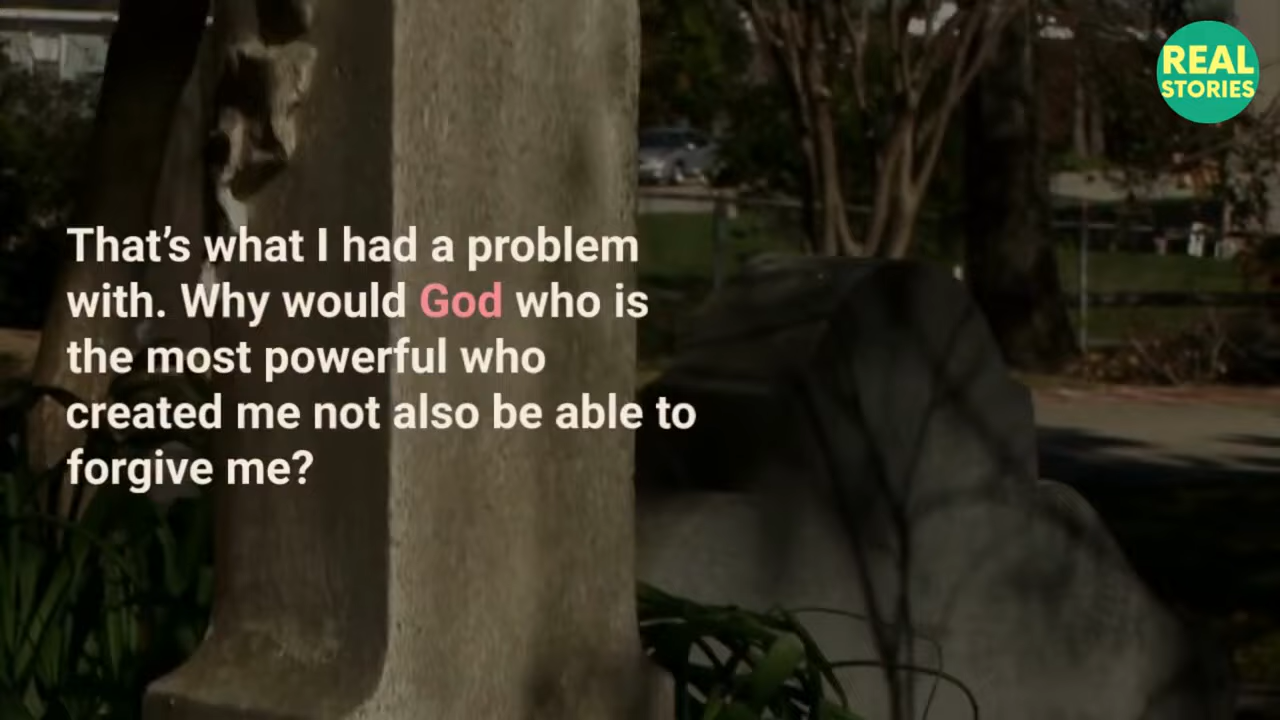 REAL
STORIES
That’s what I had a problem
with. Why would God who is
the most powerful who
created me not also be able to
forgive me?